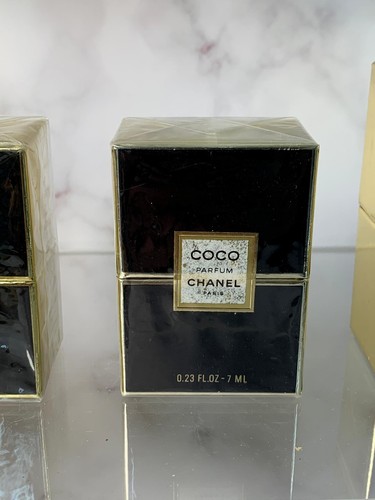 COCO
PARFUM
CHANEL
PARIS
0.23 FL.OZ - 7 ML